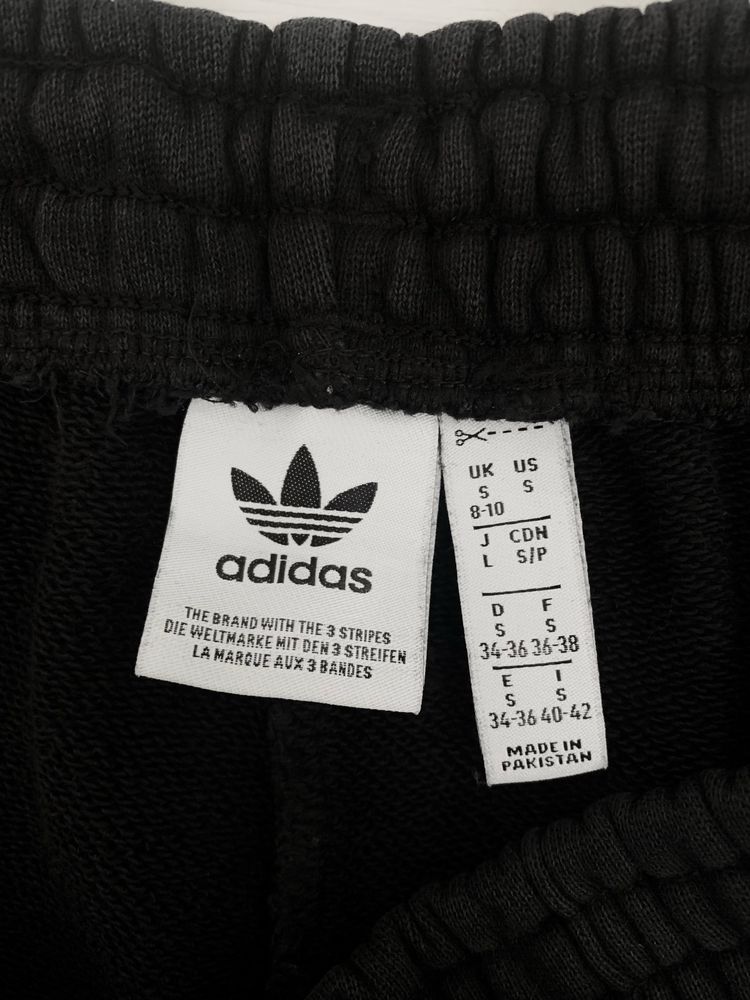 adidas
THE BRAND WITH THE 3 STRIPES
DIE WELTMARKE MIT DEN 3 STREIFEN
LA MARQUE AUX 3 BANDES
UK US
S S
8-10
J CDN
L S/P
D F
S S
34-36 36-38
E I
S S
34-36 40-42
MADE IN
PAKISTAN